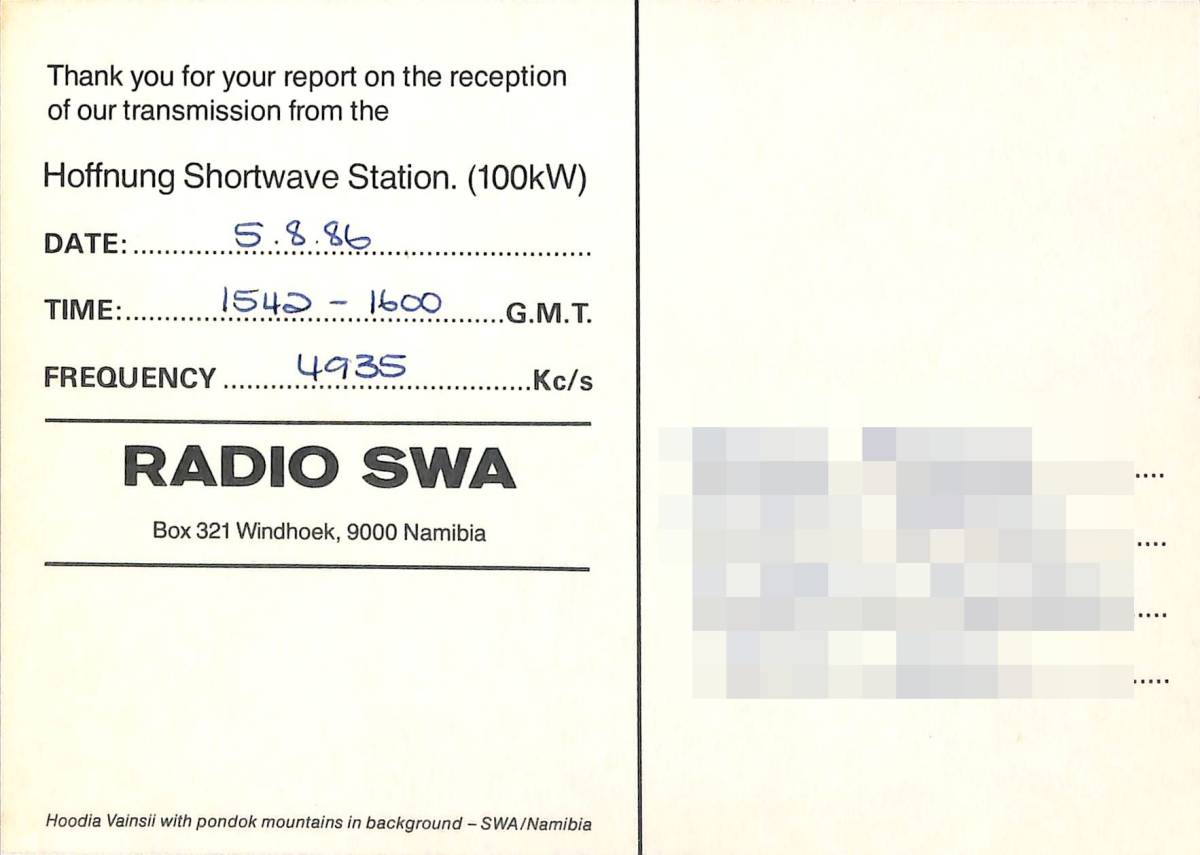 Thank you for your report on the reception
of our transmission from the
Hoffnung Shortwave Station. (100kW)
DATE: 5.8.86
TIME: 1542 – 1600 G.M.T.
FREQUENCY 4935 Kc/s
RADIO SWA
Box 321 Windhoek, 9000 Namibia
Hoodia Vainsii with pondok mountains in background – SWA/Namibia